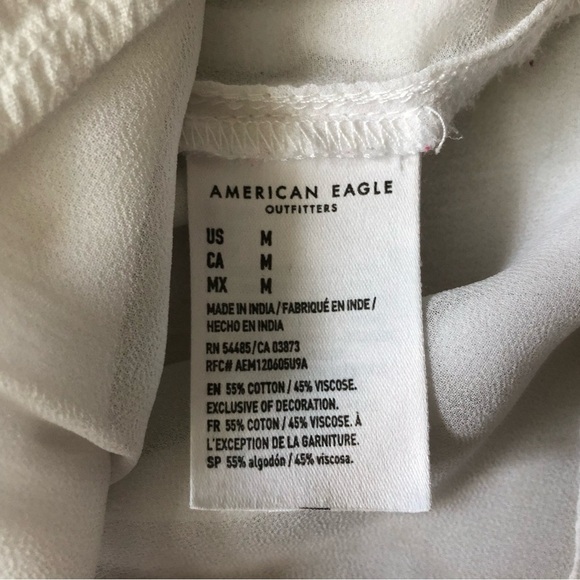 AMERICAN EAGLE
OUTFITTERS
US M
CA M
MX M
MADE IN INDIA / FABRIQUÉ EN INDE /
HECHO EN INDIA
RN 54485 / CA 03873
RFC# AEM120605U9A
EN 55% COTTON / 45% VISCOSE.
EXCLUSIVE OF DECORATION.
FR 55% COTON / 45% VISCOSE. À
L'EXCEPTION DE LA GARNITURE.
SP 55% algodón / 45% viscosa.